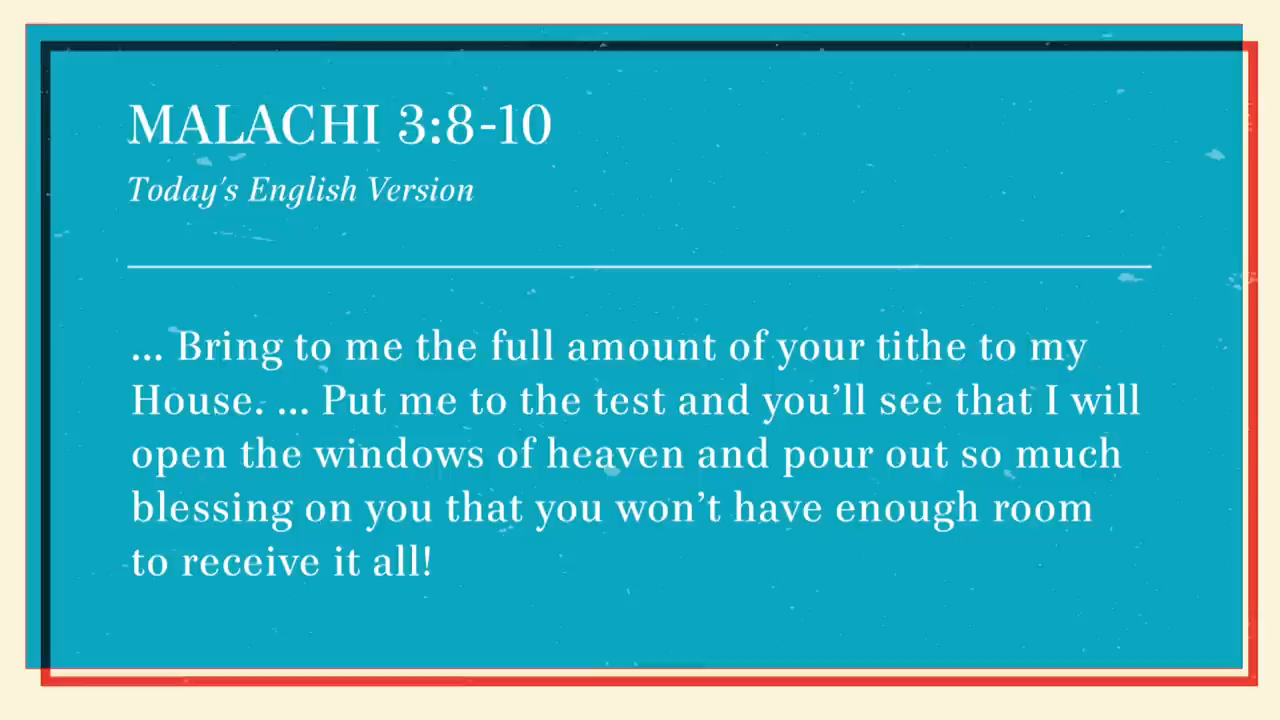 MALACHI 3:8-10
Today's English Version
... Bring to me the full amount of your tithe to my
House. ... Put me to the test and you’ll see that I will
open the windows of heaven and pour out so much
blessing on you that you won’t have enough room
to receive it all!